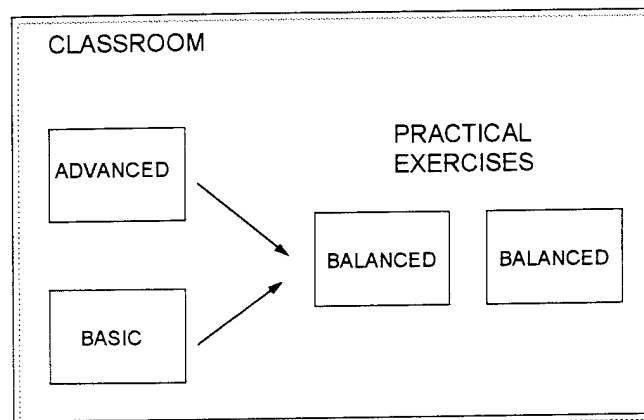 CLASSROOM
PRACTICAL
EXERCISES
ADVANCED
BALANCED
BALANCED
BASIC